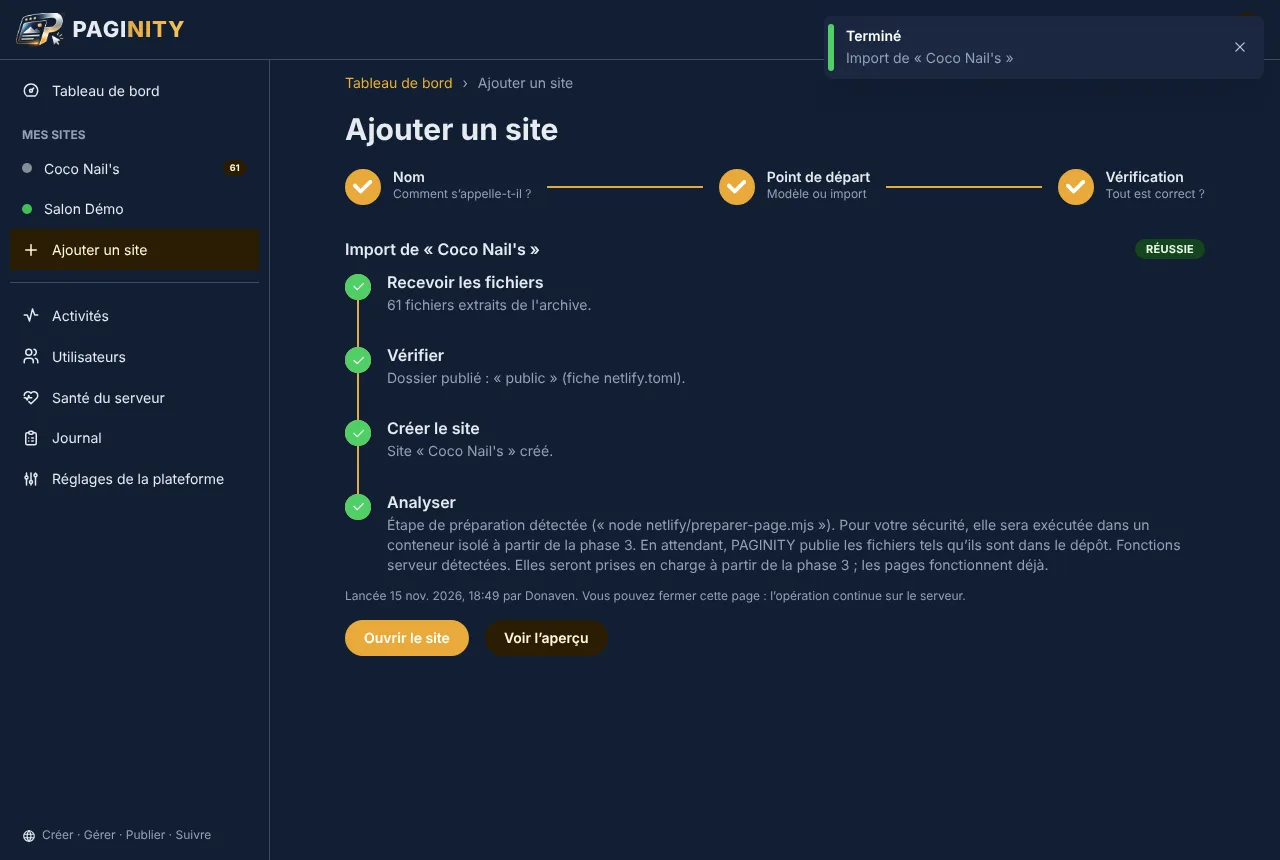 PAGINITY
Terminé
Import de « Coco Nail's »
Tableau de bord
MES SITES
Coco Nail's
61
Salon Démo
Ajouter un site
Activités
Utilisateurs
Santé du serveur
Journal
Réglages de la plateforme
Créer · Gérer · Publier · Suivre
Tableau de bord › Ajouter un site
Ajouter un site
Nom
Comment s’appelle-t-il ?
Point de départ
Modèle ou import
Vérification
Tout est correct ?
Import de « Coco Nail's »
RÉUSSIE
Recevoir les fichiers
61 fichiers extraits de l'archive.
Vérifier
Dossier publié : « public » (fiche netlify.toml).
Créer le site
Site « Coco Nail's » créé.
Analyser
Étape de préparation détectée (« node netlify/preparer-page.mjs »). Pour votre sécurité, elle sera exécutée dans un
conteneur isolé à partir de la phase 3. En attendant, PAGINITY publie les fichiers tels qu’ils sont dans le dépôt. Fonctions
serveur détectées. Elles seront prises en charge à partir de la phase 3 ; les pages fonctionnent déjà.
Lancée 15 nov. 2026, 18:49 par Donaven. Vous pouvez fermer cette page : l’opération continue sur le serveur.
Ouvrir le site
Voir l’aperçu